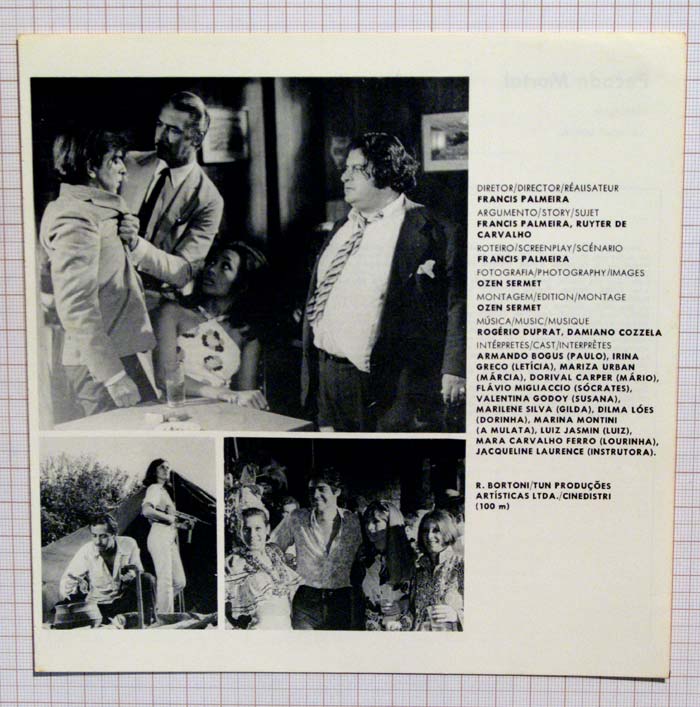 DIRETOR/DIRECTOR/RÉALISATEUR
FRANCIS PALMEIRA
ARGUMENTO/STORY/SUJET
FRANCIS PALMEIRA, RUYTER DE
CARVALHO
ROTEIRO/SCREENPLAY/SCÉNARIO
FRANCIS PALMEIRA
FOTOGRAFIA/PHOTOGRAPHY/IMAGES
OZEN SERMET
MONTAGEM/EDITION/MONTAGE
OZEN SERMET
MÚSICA/MUSIC/MUSIQUE
ROGÉRIO DUPRAT, DAMIANO COZZELA
INTÉRPRETES/CAST/INTERPRÈTES
ARMANDO BOGUS (PAULO), IRINA
GRECO (LETÍCIA), MARIZA URBAN
(MÁRCIA), DORIVAL CARPER (MÁRIO),
FLÁVIO MIGLIACCIO (SÓCRATES),
VALENTINA GODOY (SUSANA),
MARILENE SILVA (GILDA), DILMA LÓES
(DORINHA), MARINA MONTINI
(A MULATA), LUIZ JASMIN (LUIZ),
MARA CARVALHO FERRO (LOURINHA),
JACQUELINE LAURENCE (INSTRUTORA).
R. BORTONI/TUN PRODUÇÕES
ARTÍSTICAS LTDA./CINEDISTRI
(100 m)